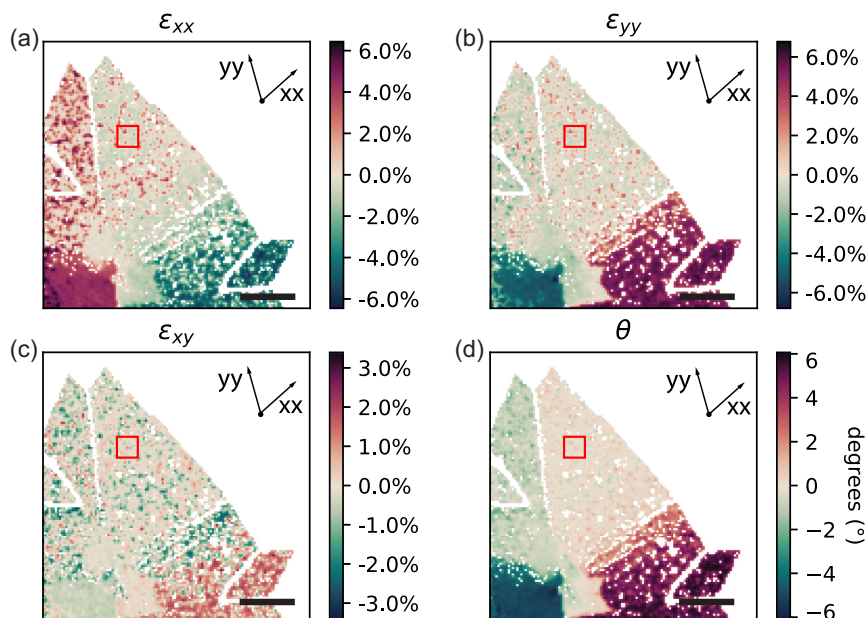 (a)
εxx
yy
xx
6.0%
4.0%
2.0%
0.0%
-2.0%
-4.0%
-6.0%
(b)
εyy
yy
xx
6.0%
4.0%
2.0%
0.0%
-2.0%
-4.0%
-6.0%
(c)
εxy
yy
xx
3.0%
2.0%
1.0%
0.0%
-1.0%
-2.0%
-3.0%
(d)
θ
yy
xx
6
4
2
0
−2
−4
−6
degrees (°)